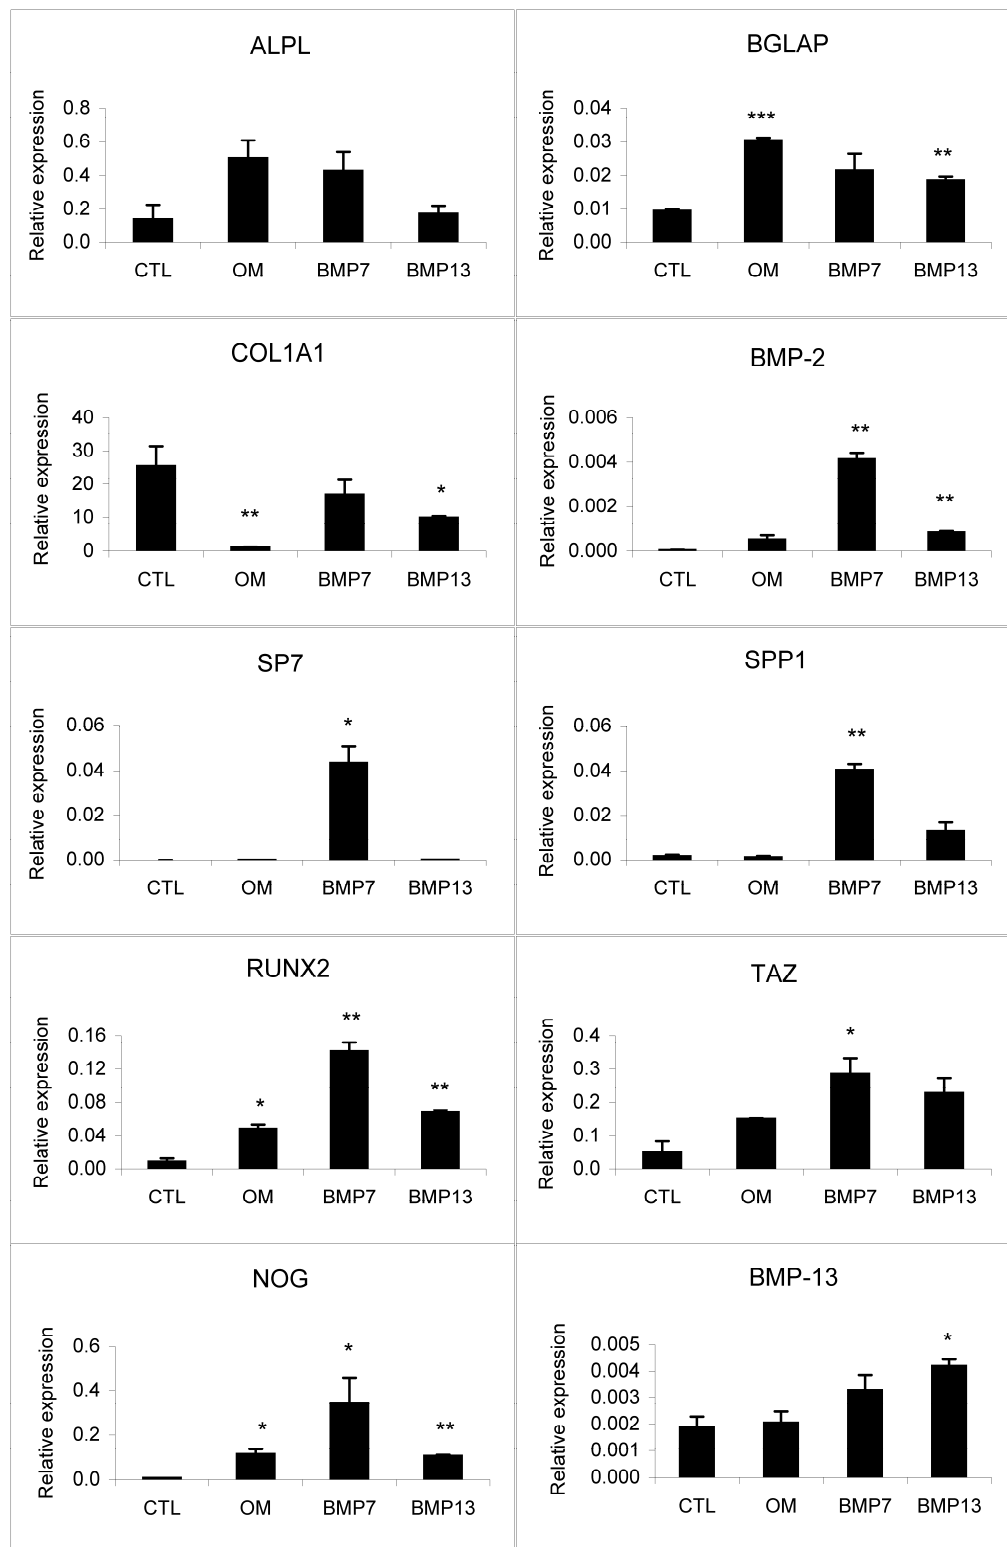 ALPL
Relative expression
0.8
0.6
0.4
0.2
0.0
CTL OM BMP7 BMP13
BGLAP
Relative expression
0.04
0.03
0.02
0.01
0.00
***
**
CTL OM BMP7 BMP13
COL1A1
Relative expression
40
30
20
10
0
**
*
CTL OM BMP7 BMP13
BMP-2
Relative expression
0.006
0.004
0.002
0.000
**
**
CTL OM BMP7 BMP13
SP7
Relative expression
0.06
0.04
0.02
0.00
*
CTL OM BMP7 BMP13
SPP1
Relative expression
0.06
0.04
0.02
0.00
**
CTL OM BMP7 BMP13
RUNX2
Relative expression
0.16
0.12
0.08
0.04
0.00
*
**
**
CTL OM BMP7 BMP13
TAZ
Relative expression
0.4
0.3
0.2
0.1
0.0
*
CTL OM BMP7 BMP13
NOG
Relative expression
0.6
0.4
0.2
0.0
*
*
**
CTL OM BMP7 BMP13
BMP-13
Relative expression
0.005
0.004
0.003
0.002
0.001
0.000
*
CTL OM BMP7 BMP13